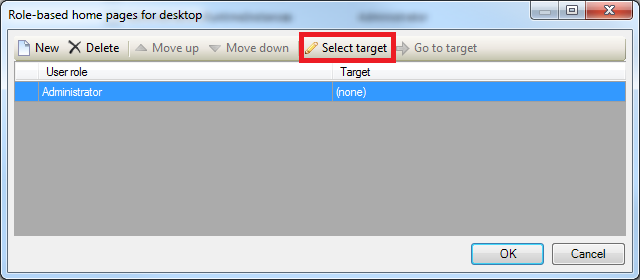 Role-based home pages for desktop
New Delete Move up Move down Select target Go to target
User role Target
Administrator (none)
OK Cancel